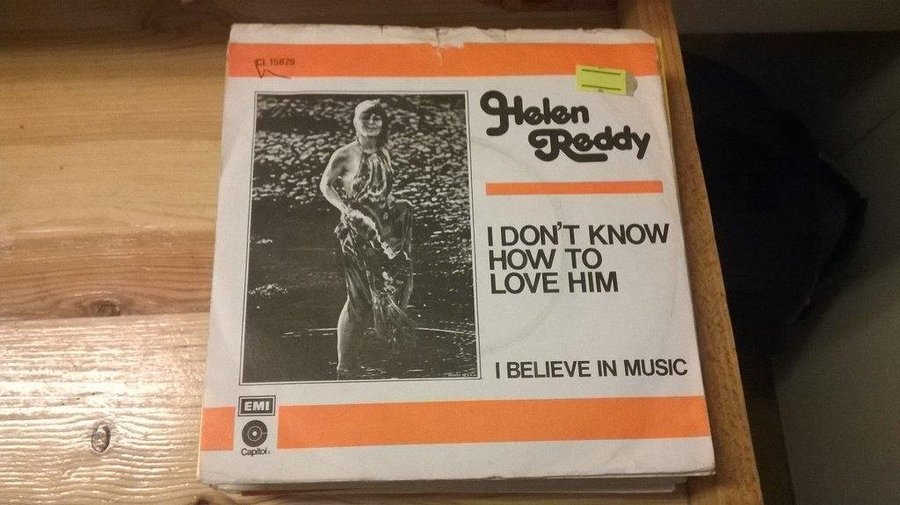 CL 15679
Helen
Reddy
I DON'T KNOW
HOW TO
LOVE HIM
I BELIEVE IN MUSIC
EMI
Capitol